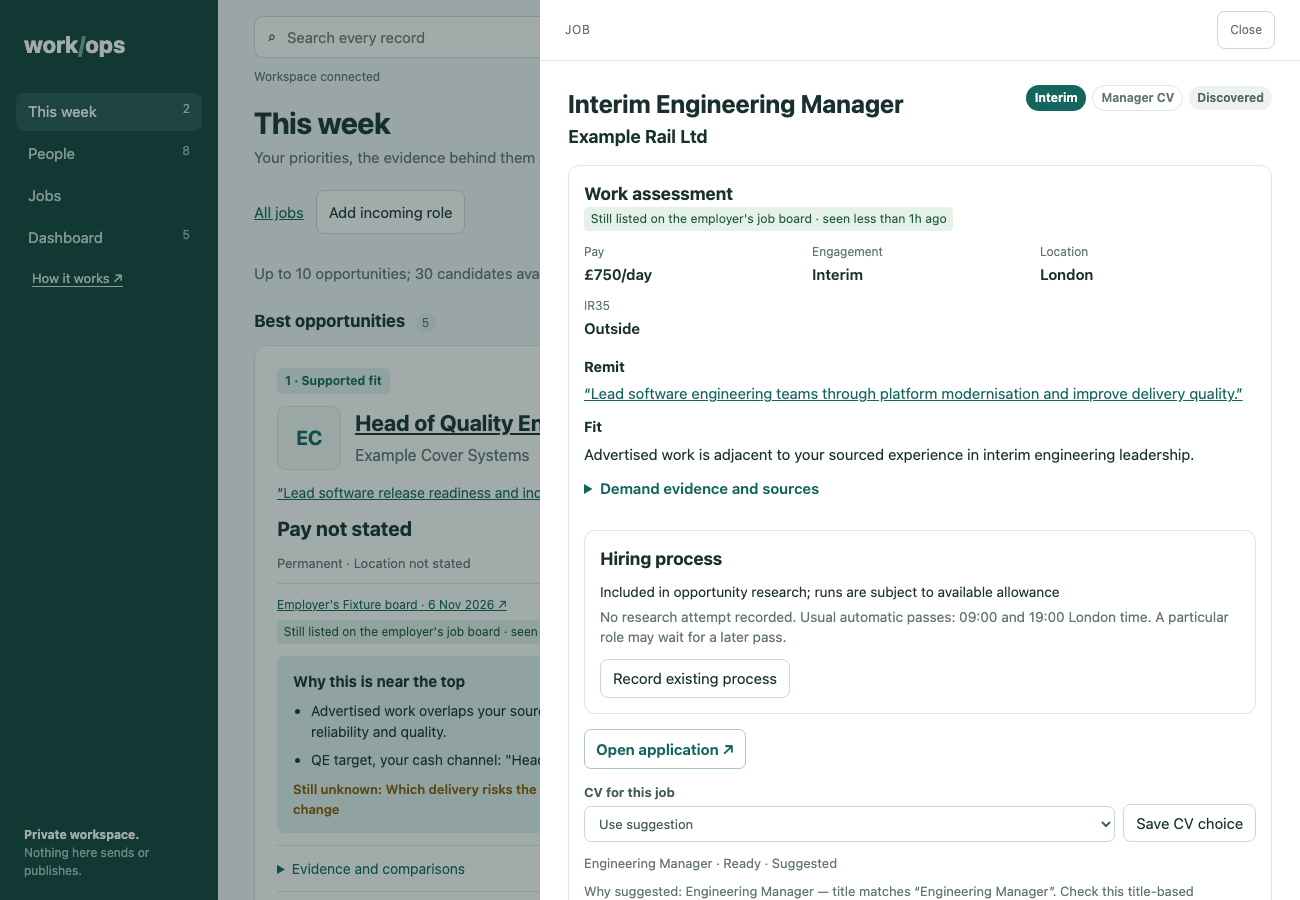 work/ops
This week 2
People 8
Jobs
Dashboard 5
How it works ↗
Private workspace.
Nothing here sends or
publishes.
Search every record
Workspace connected
This week
Your priorities, the evidence behind them
All jobs
Add incoming role
Up to 10 opportunities; 30 candidates
Best opportunities 5
1 · Supported fit
EC
Head of Quality
Example Cover Systems
“Lead software release readiness and
Pay not stated
Permanent · Location not stated
Employer's Fixture board · 6 Nov 2026 ↗
Still listed on the employer's job board · seen
Why this is near the top
• Advertised work overlaps your
reliability and quality.
• QE target, your cash channel:
Still unknown: Which delivery risks the
change
▶ Evidence and comparisons
JOB
Close
Interim Engineering Manager
Interim
Manager CV
Discovered
Example Rail Ltd
Work assessment
Still listed on the employer's job board · seen less than 1h ago
Pay
Engagement
Location
£750/day
Interim
London
IR35
Outside
Remit
“Lead software engineering teams through platform modernisation and improve delivery quality.”
Fit
Advertised work is adjacent to your sourced experience in interim engineering leadership.
▶ Demand evidence and sources
Hiring process
Included in opportunity research; runs are subject to available allowance
No research attempt recorded. Usual automatic passes: 09:00 and 19:00 London time. A particular
role may wait for a later pass.
Record existing process
Open application ↗
CV for this job
Use suggestion
Save CV choice
Engineering Manager · Ready · Suggested
Why suggested: Engineering Manager — title matches “Engineering Manager”. Check this title-based